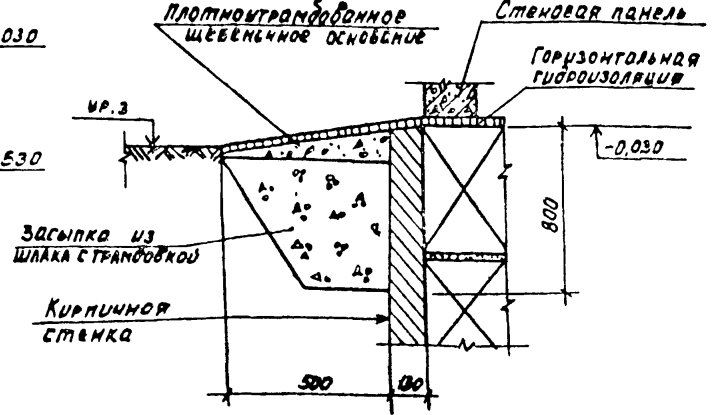 Плотноутрамбованное
щебеночное основание
Стеновая панель
Горизонтальная
гидроизоляция
030
ур. з
530
-0,030
800
Засыпка из
шлака с трамбовкой
Кирпичная
стенка
500
130